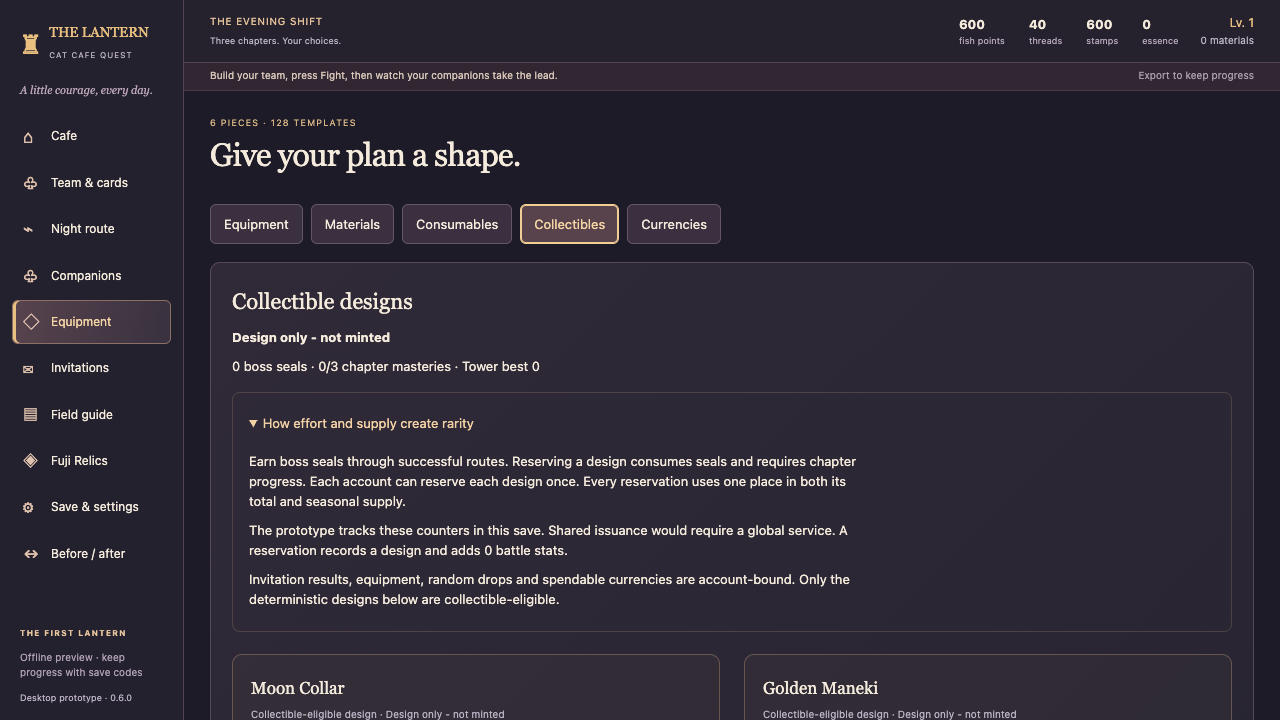 THE LANTERN
CAT CAFE QUEST
A little courage, every day.
Cafe
Team & cards
Night route
Companions
Equipment
Invitations
Field guide
Fuji Relics
Save & settings
Before / after
THE FIRST LANTERN
Offline preview · keep
progress with save codes
Desktop prototype · 0.6.0
THE EVENING SHIFT
Three chapters. Your choices.
600 fish points
40 threads
600 stamps
0 essence
Lv. 1
0 materials
Build your team, press Fight, then watch your companions take the lead.
Export to keep progress
6 PIECES · 128 TEMPLATES
Give your plan a shape.
Equipment
Materials
Consumables
Collectibles
Currencies
Collectible designs
Design only - not minted
0 boss seals · 0/3 chapter masteries · Tower best 0
▼ How effort and supply create rarity
Earn boss seals through successful routes. Reserving a design consumes seals and requires chapter
progress. Each account can reserve each design once. Every reservation uses one place in both its
total and seasonal supply.
The prototype tracks these counters in this save. Shared issuance would require a global service. A
reservation records a design and adds 0 battle stats.
Invitation results, equipment, random drops and spendable currencies are account-bound. Only the
deterministic designs below are collectible-eligible.
Moon Collar
Collectible-eligible design · Design only - not minted
Golden Maneki
Collectible-eligible design · Design only - not minted